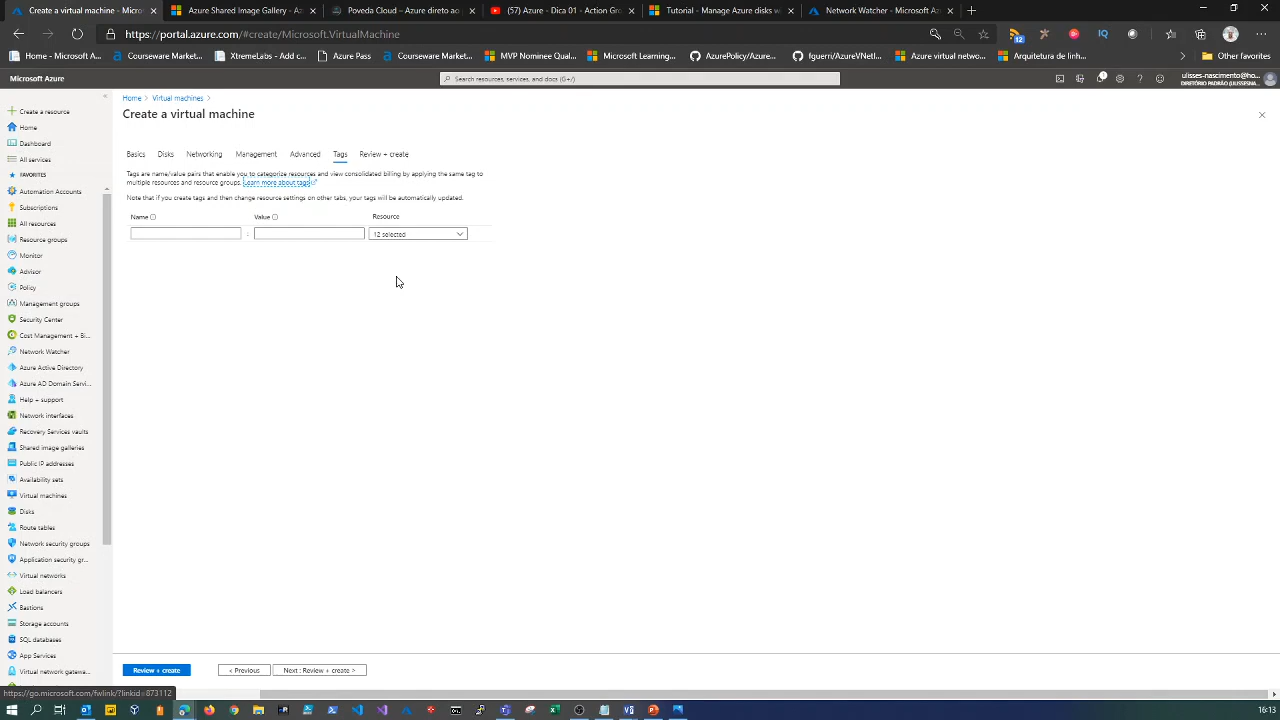 Create a virtual machine - Micros
Azure Shared Image Gallery - Az
Poveda Cloud - Azure direto ao
(57) Azure - Dica 01 - Action Gro
Tutorial - Manage Azure disks w
Network Watcher - Microsoft A
https://portal.azure.com/#create/Microsoft.VirtualMachine
12
Home - Microsoft A...
Courseware Market...
XtremeLabs - Add c...
Azure Pass
Courseware Market...
MVP Nominee Qual...
Microsoft Learning...
AzurePolicy/Azure...
fguerri/AzureVNetI...
Azure virtual netwo...
Arquitetura de linh...
Other favorites
Microsoft Azure
Search resources, services, and docs (G+/)
1
ulisses-nascimento@ho...
Create a resource
Home
Dashboard
All services
FAVORITES
Automation Accounts
Subscriptions
All resources
Resource groups
Monitor
Advisor
Policy
Management groups
Security Center
Cost Management + Bi...
Network Watcher
Azure Active Directory
Azure AD Domain Servi...
Help + support
Network interfaces
Recovery Services vaults
Shared image galleries
Public IP addresses
Availability sets
Virtual machines
Disks
Route tables
Network security groups
Application security gr...
Virtual networks
Load balancers
Bastions
Storage accounts
SQL databases
App Services
Virtual network gatewa...
Home > Virtual machines >
Create a virtual machine
Basics Disks Networking Management Advanced Tags Review + create
Tags are name/value pairs that enable you to categorize resources and view consolidated billing by applying the same tag to
multiple resources and resource groups. Learn more about tags
Note that if you create tags and then change resource settings on other tabs, your tags will be automatically updated.
Name Value Resource
: 12 selected
Review + create < Previous Next : Review + create >
https://go.microsoft.com/fwlink/?linkid=873112
16:13